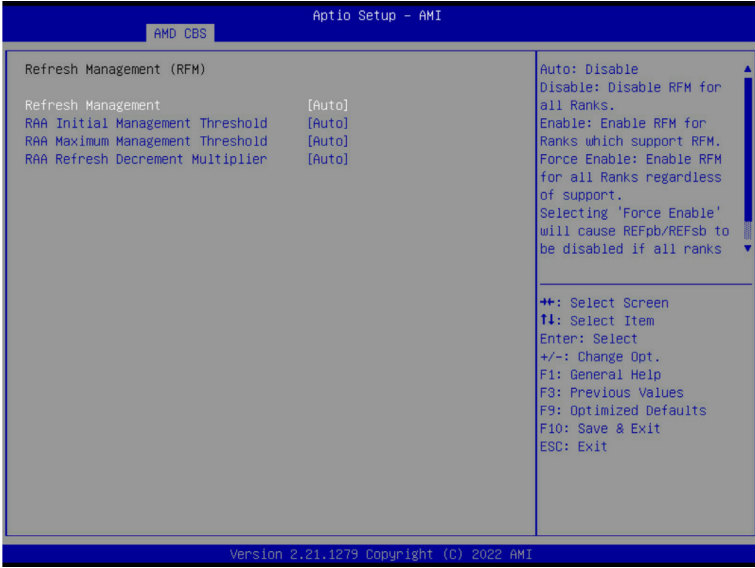 Aptio Setup - AMI
AMD CBS
Refresh Management (RFM)
Refresh Management [Auto]
RAA Initial Management Threshold [Auto]
RAA Maximum Management Threshold [Auto]
RAA Refresh Decrement Multiplier [Auto]
Auto: Disable
Disable: Disable RFM for
all Ranks.
Enable: Enable RFM for
Ranks which support RFM.
Force Enable: Enable RFM
for all Ranks regardless
of support.
Selecting 'Force Enable'
will cause REFpb/REFsb to
be disabled if all ranks
→←: Select Screen
↑↓: Select Item
Enter: Select
+/-: Change Opt.
F1: General Help
F3: Previous Values
F9: Optimized Defaults
F10: Save & Exit
ESC: Exit
Version 2.21.1279 Copyright (C) 2022 AMI